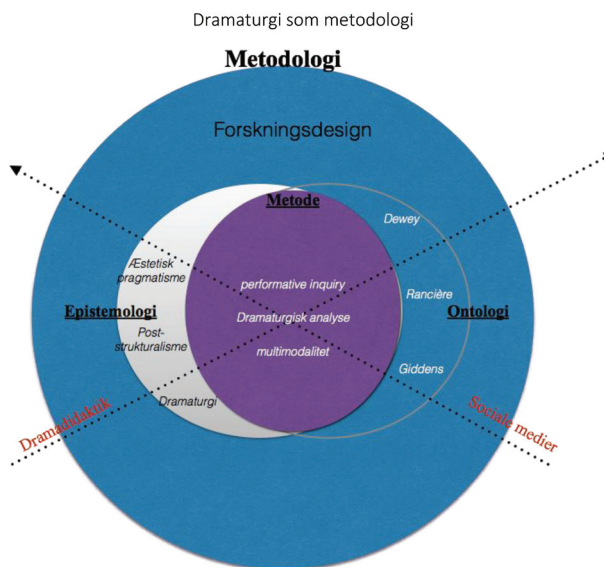 Dramaturgi som metodologi
Metodologi
Forskningsdesign
Metode
Dewey
Æstetisk
pragmatisme
performative inquiry
Rancière
Epistemologi
Dramaturgisk analyse
Ontologi
Post-
strukturalisme
multimodalitet
Giddens
Dramaturgi
Dramadidaktik
Sociale medier